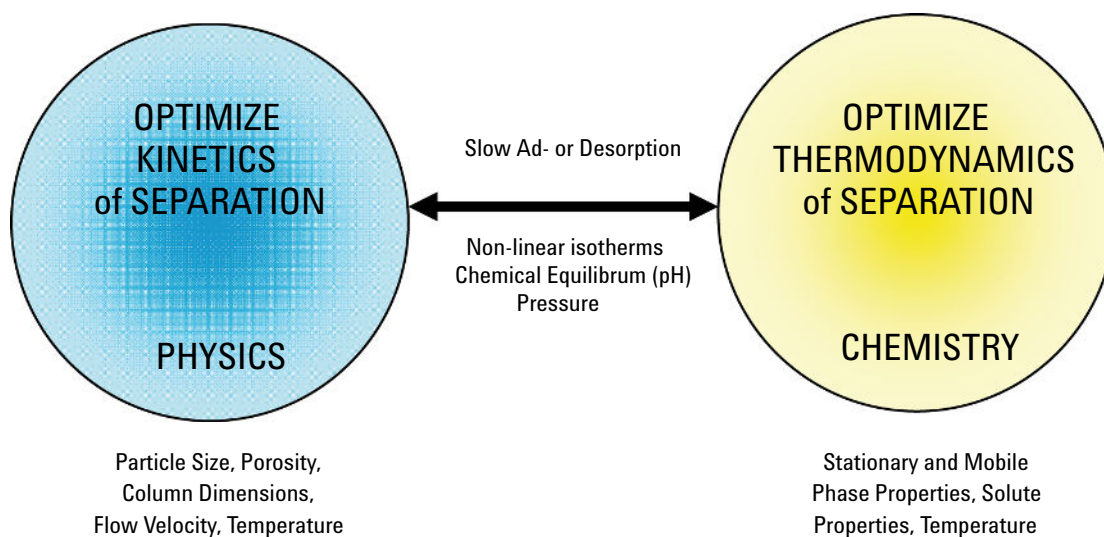 OPTIMIZE
KINETICS
of SEPARATION
PHYSICS
Particle Size, Porosity,
Column Dimensions,
Flow Velocity, Temperature
Slow Ad- or Desorption
Non-linear isotherms
Chemical Equilibrum (pH)
Pressure
OPTIMIZE
THERMODYNAMICS
of SEPARATION
CHEMISTRY
Stationary and Mobile
Phase Properties, Solute
Properties, Temperature